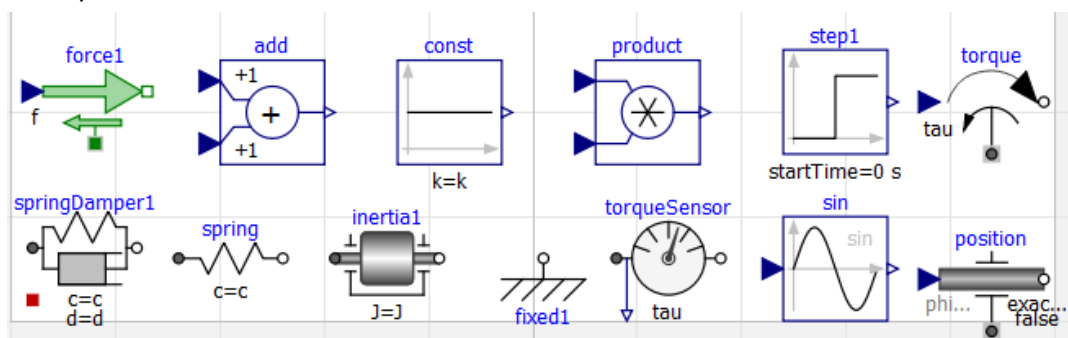 force1
add
const
product
step1
torque
f
+1
+
+1
k=k
startTime=0 s
tau
springDamper1
spring
inertia1
fixed1
torqueSensor
sin
position
c=c
d=d
c=c
J=J
tau
sin
phi...
exac...
false